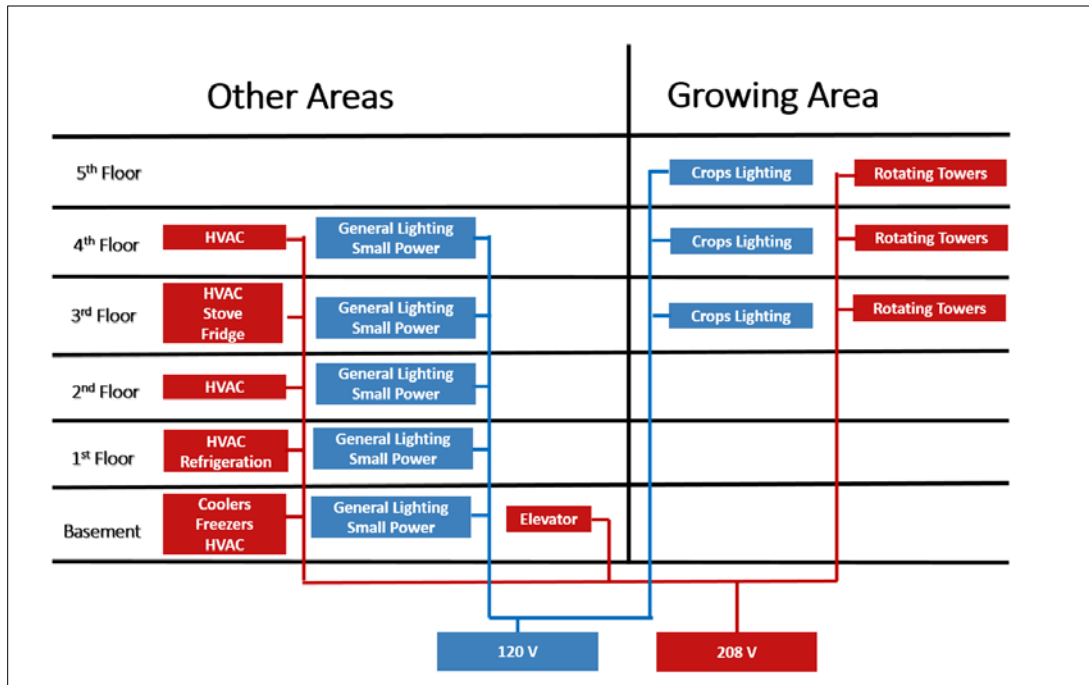 Other Areas
Growing Area
5th Floor
Crops Lighting
Rotating Towers
4th Floor
HVAC
General Lighting
Small Power
Crops Lighting
Rotating Towers
3rd Floor
HVAC
Stove
Fridge
General Lighting
Small Power
Crops Lighting
Rotating Towers
2nd Floor
HVAC
General Lighting
Small Power
1st Floor
HVAC
Refrigeration
General Lighting
Small Power
Basement
Coolers
Freezers
HVAC
General Lighting
Small Power
Elevator
120 V
208 V